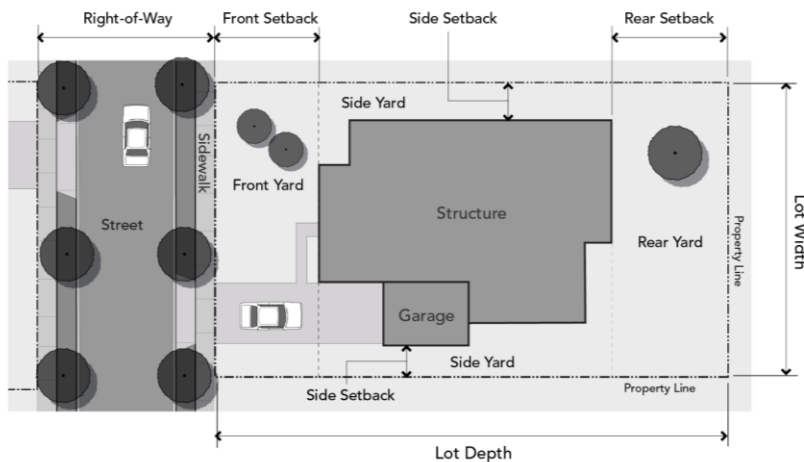 Right-of-Way
Front Setback
Side Setback
Rear Setback
Side Yard
Sidewalk
Front Yard
Street
Structure
Rear Yard
Property Line
Lot Width
Garage
Side Yard
Side Setback
Property Line
Lot Depth